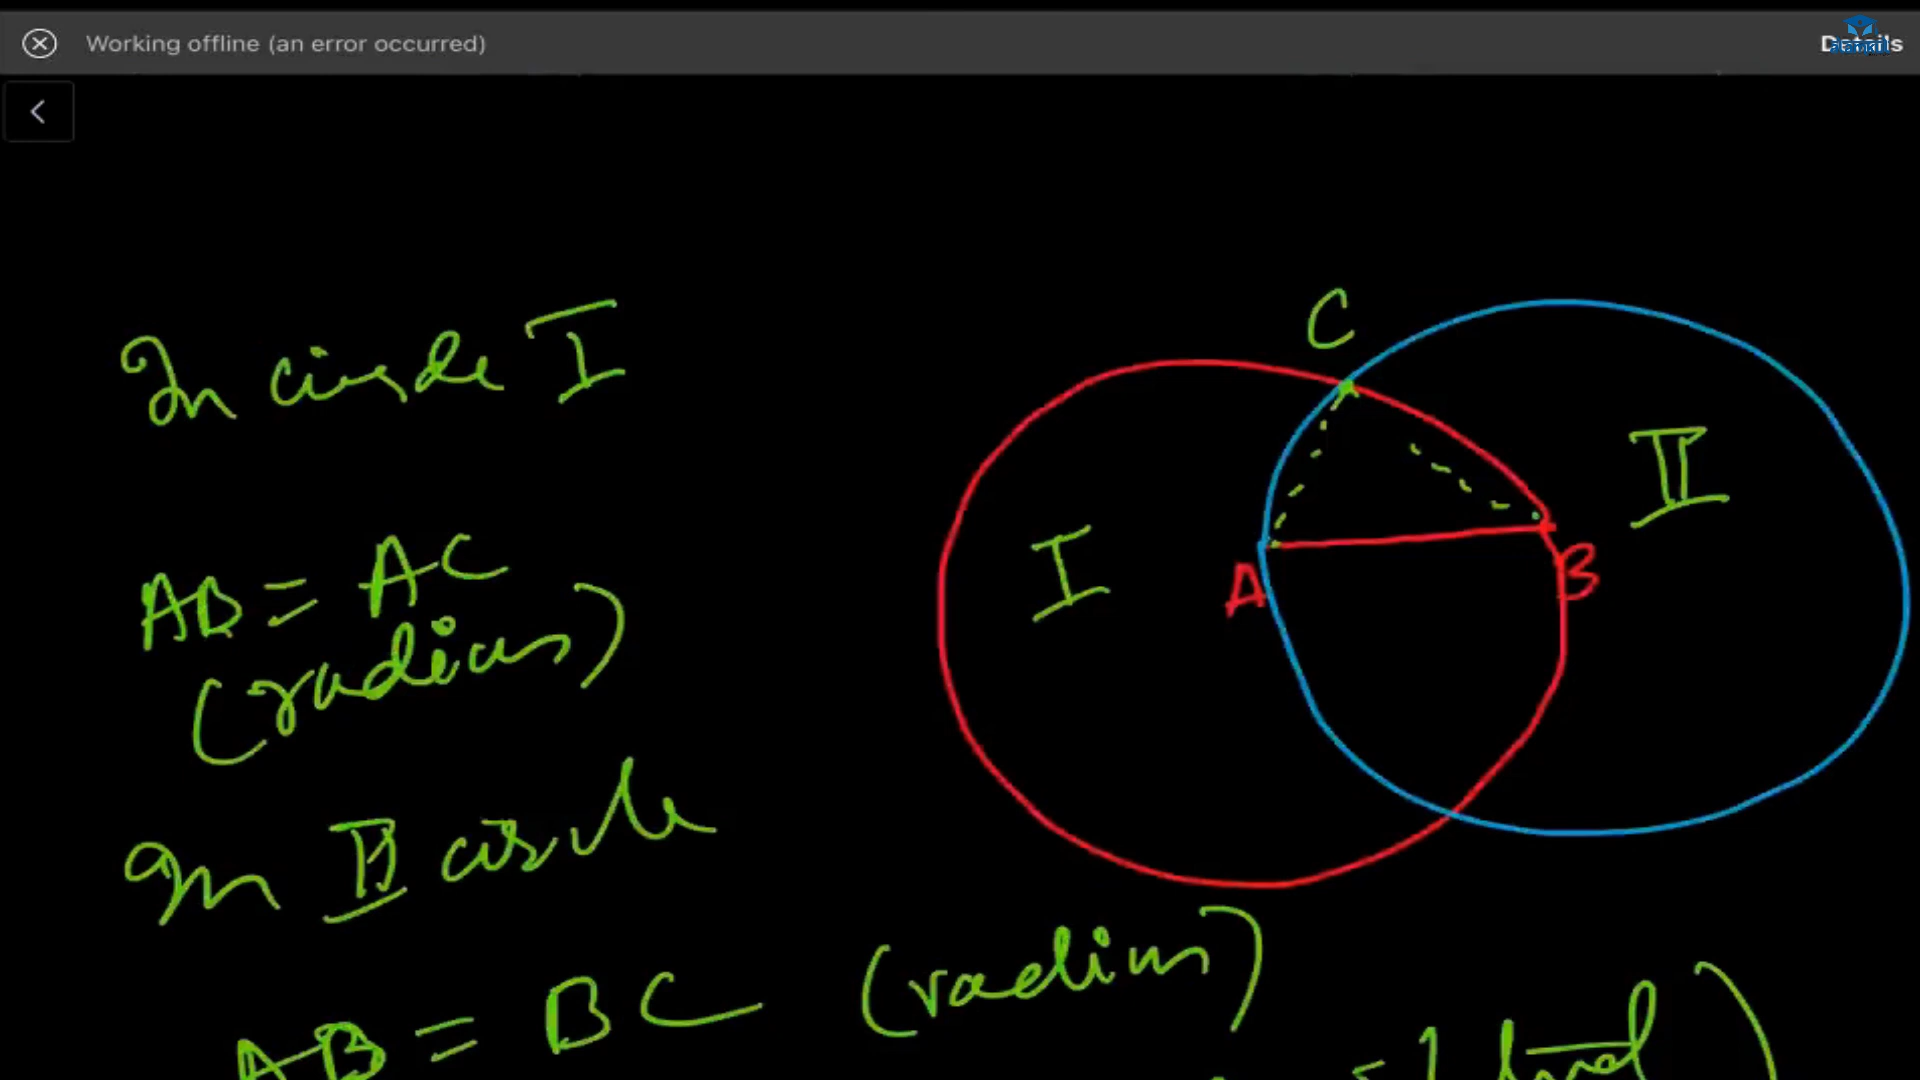 Working offline (an error occurred)
Details
In circle I
AB = AC
(radius)
In II circle
AB = BC (radius)
C
I
II
A
B